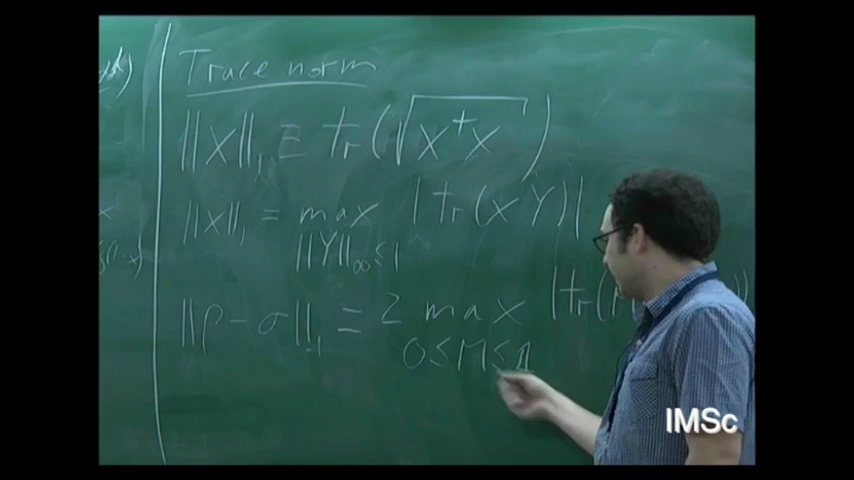 Trace norm
||X||₁ ≡ tr(√X†X)
||X||₁ = max |tr(XY)|
||Y||∞ ≤ 1
||ρ - σ||₁ = 2 max |tr(
0 ≤ M ≤ 1
IMSc